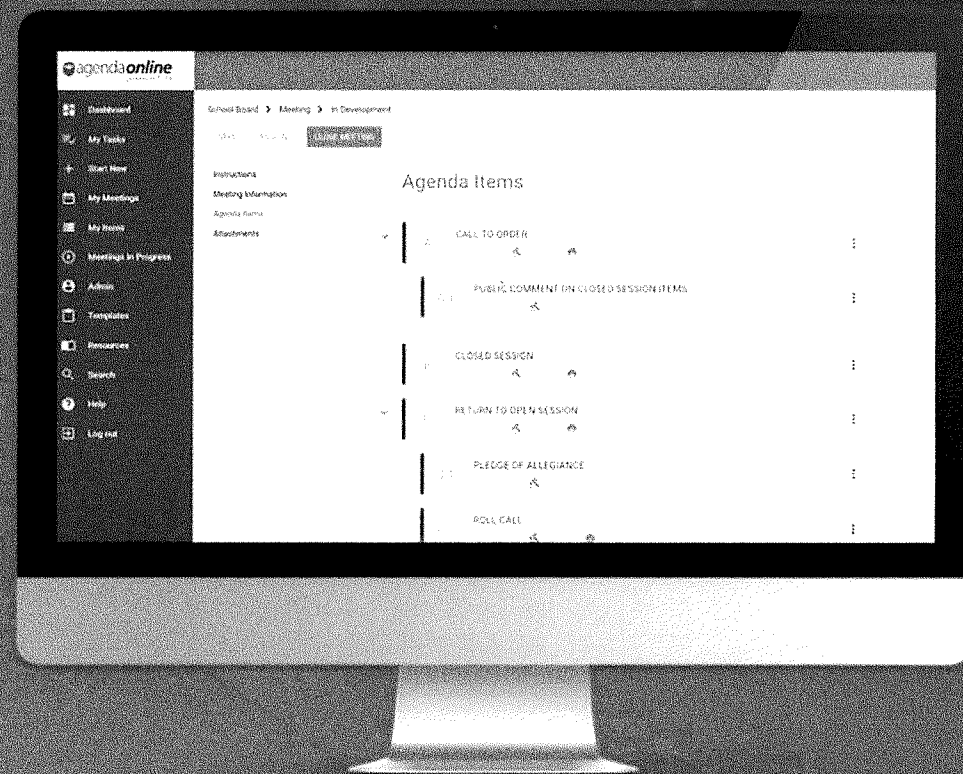 agendaonline
Dashboard
My Tasks
Start New
My Meetings
My Items
Meetings In Progress
Admin
Templates
Resources
Search
Help
Log out
School Board > Meeting > In Development
CLOSE MEETING
Instructions
Meeting Information
Agenda Items
Attachments
Agenda Items
CALL TO ORDER
PUBLIC COMMENT ON CLOSED SESSION ITEMS
CLOSED SESSION
RETURN TO OPEN SESSION
PLEDGE OF ALLEGIANCE
ROLL CALL